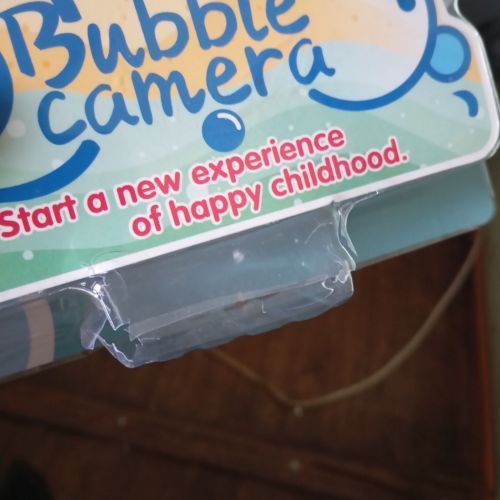 Bubble
camera
Start a new experience
of happy childhood.